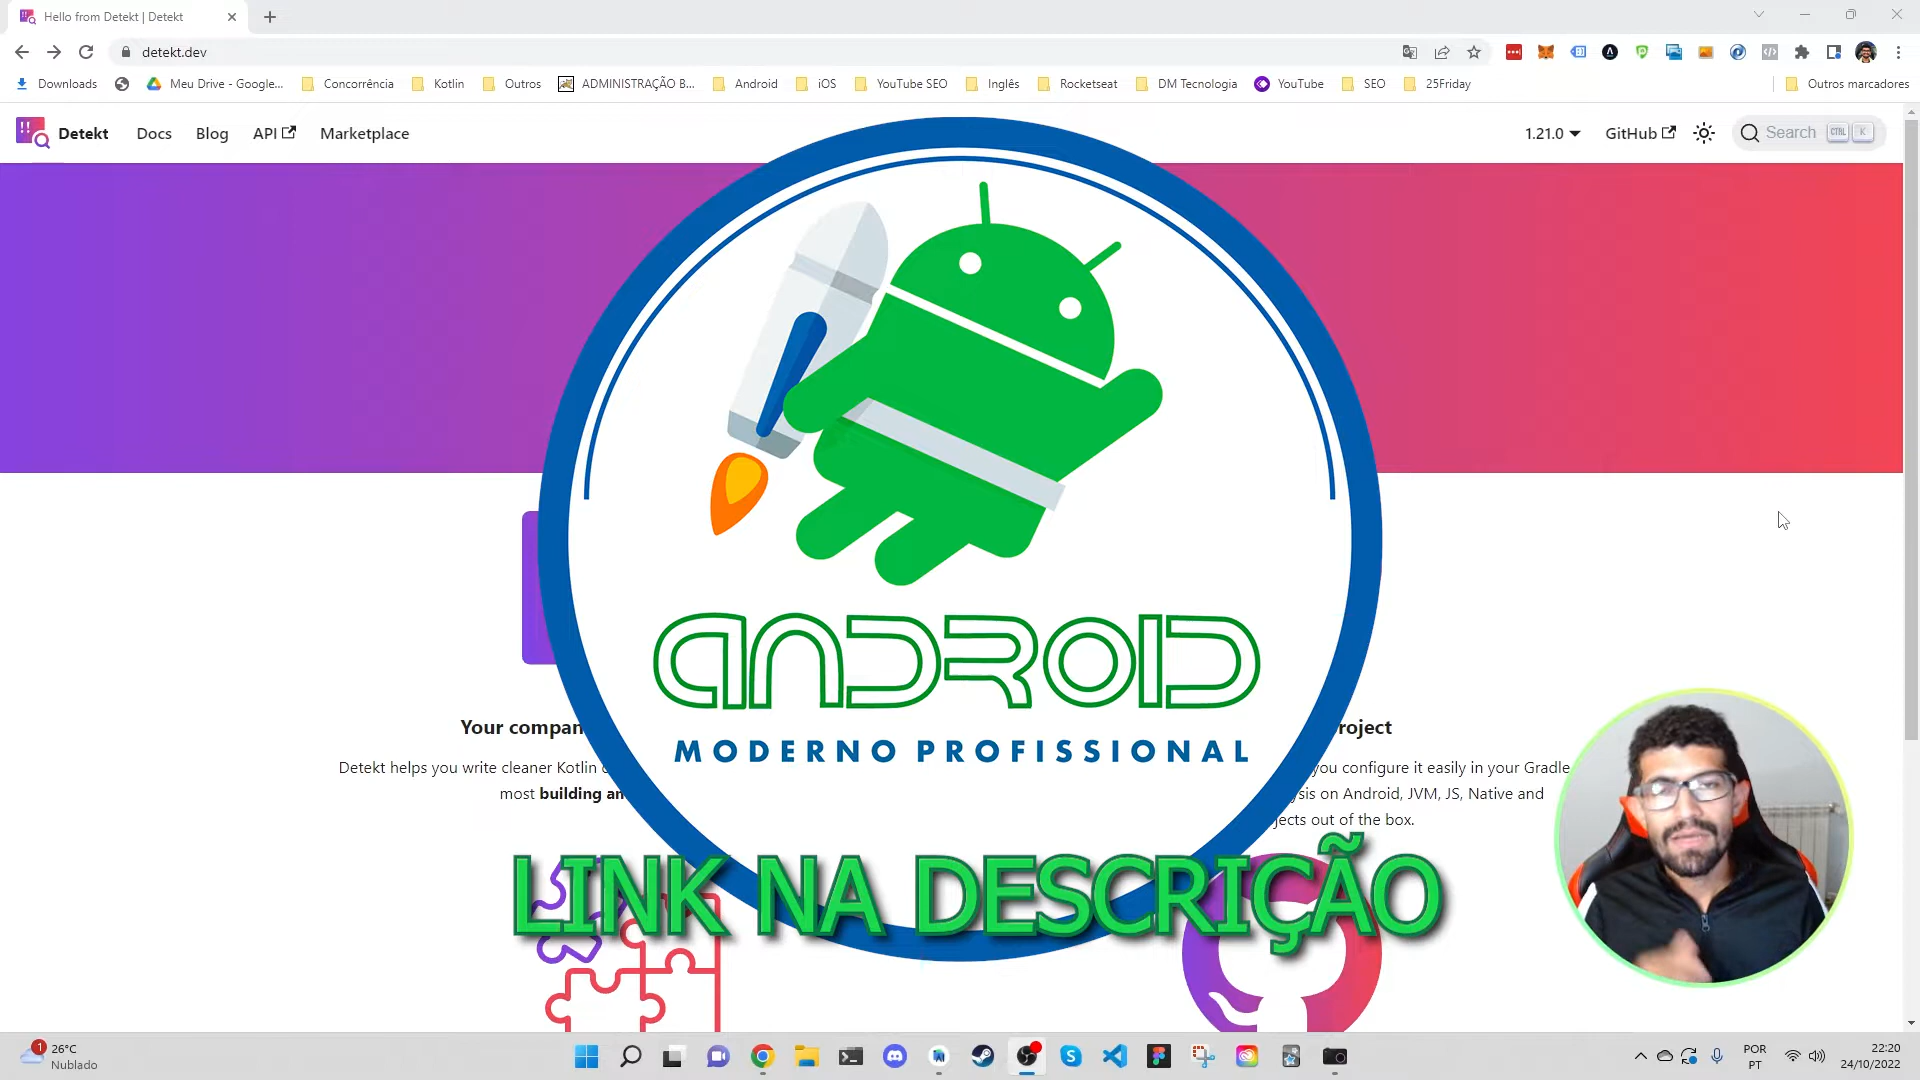 Hello from Detekt | Detekt
detekt.dev
Downloads
Meu Drive - Google...
Concorrência
Kotlin
Outros
ADMINISTRAÇÃO B...
Android
iOS
YouTube SEO
Inglês
Rocketseat
DM Tecnologia
YouTube
SEO
25Friday
Outros marcadores
Detekt
Docs
Blog
API
Marketplace
1.21.0
GitHub
Search
CTRL
K
ANDROID
MODERNO PROFISSIONAL
Your compan
roject
Detekt helps you write cleaner Kotlin
you configure it easily in your Gradle
most building an
ysis on Android, JVM, JS, Native and
jects out of the box.
LINK NA DESCRIÇÃO
1
26°C
Nublado
POR
PT
22:20
24/10/2022